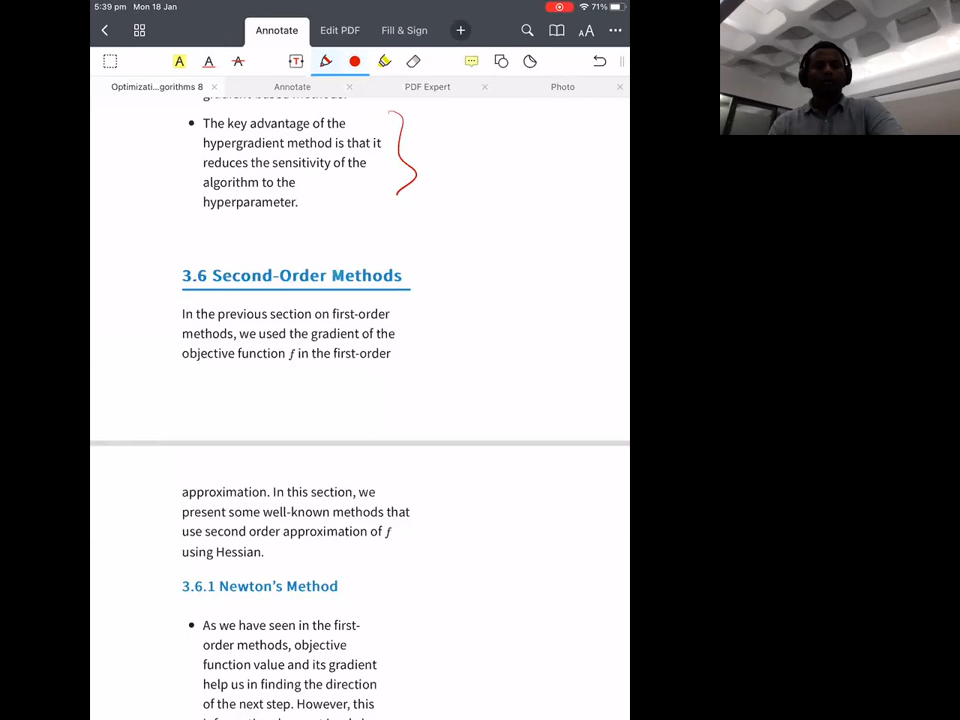 5:39 pm Mon 18 Jan
71%
Annotate Edit PDF Fill & Sign
Optimizati...gorithms 8 Annotate PDF Expert Photo
gradient based methods.
• The key advantage of the
hypergradient method is that it
reduces the sensitivity of the
algorithm to the
hyperparameter.
3.6 Second-Order Methods
In the previous section on first-order
methods, we used the gradient of the
objective function f in the first-order
approximation. In this section, we
present some well-known methods that
use second order approximation of f
using Hessian.
3.6.1 Newton's Method
• As we have seen in the first-
order methods, objective
function value and its gradient
help us in finding the direction
of the next step. However, this